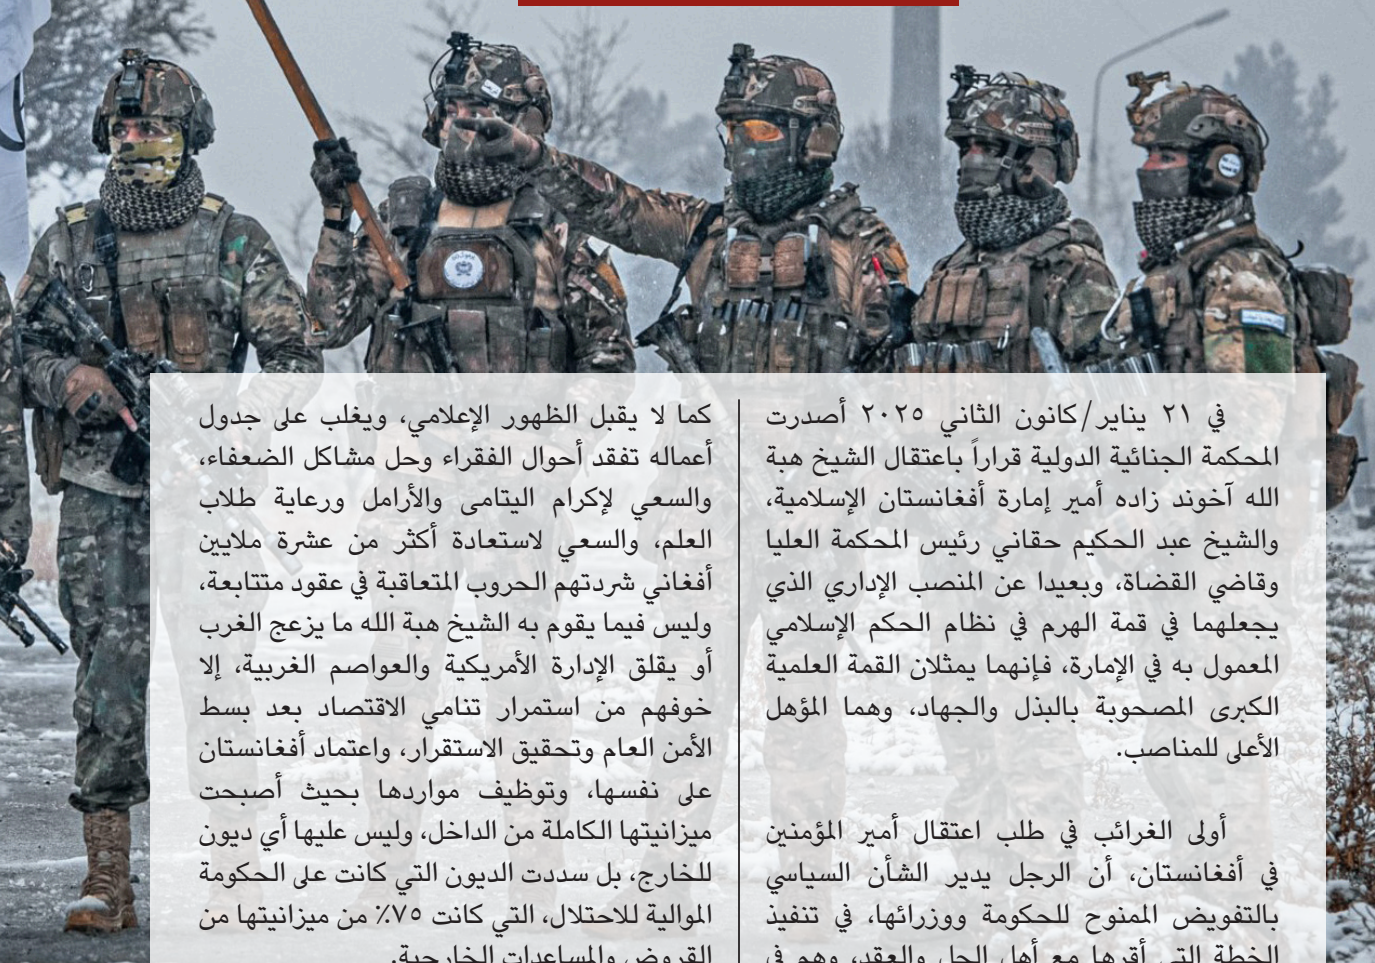 في ٢١ يناير/كانون الثاني ٢٠٢٥ أصدرت
المحكمة الجنائية الدولية قراراً باعتقال الشيخ هبة
الله آخوند زاده أمير إمارة أفغانستان الإسلامية،
والشيخ عبد الحكيم حقاني رئيس المحكمة العليا
وقاضي القضاة، وبعيدا عن المنصب الإداري الذي
يجعلهما في قمة الهرم في نظام الحكم الإسلامي
المعمول به في الإمارة، فإنهما يمثلان القمة العلمية
الكبرى المصحوبة بالبذل والجهاد، وهما المؤهل
الأعلى للمناصب.
أولى الغرائب في طلب اعتقال أمير المؤمنين
في أفغانستان، أن الرجل يدير الشأن السياسي
بالتفويض الممنوح للحكومة ووزرائها، في تنفيذ
الخطة التي أقرها مع أهل الحل والعقد، وهم في
كما لا يقبل الظهور الإعلامي، ويغلب على جدول
أعماله تفقد أحوال الفقراء وحل مشاكل الضعفاء،
والسعي لإكرام اليتامى والأرامل ورعاية طلاب
العلم، والسعي لاستعادة أكثر من عشرة ملايين
أفغاني شردتهم الحروب المتعاقبة في عقود متتابعة،
وليس فيما يقوم به الشيخ هبة الله ما يزعج الغرب
أو يقلق الإدارة الأمريكية والعواصم الغربية، إلا
خوفهم من استمرار تنامي الاقتصاد بعد بسط
الأمن العام وتحقيق الاستقرار، واعتماد أفغانستان
على نفسها، وتوظيف مواردها بحيث أصبحت
ميزانيتها الكاملة من الداخل، وليس عليها أي ديون
للخارج، بل سددت الديون التي كانت على الحكومة
الموالية للاحتلال، التي كانت ٧٥٪ من ميزانيتها من
القروض والمساعدات الخارجية.